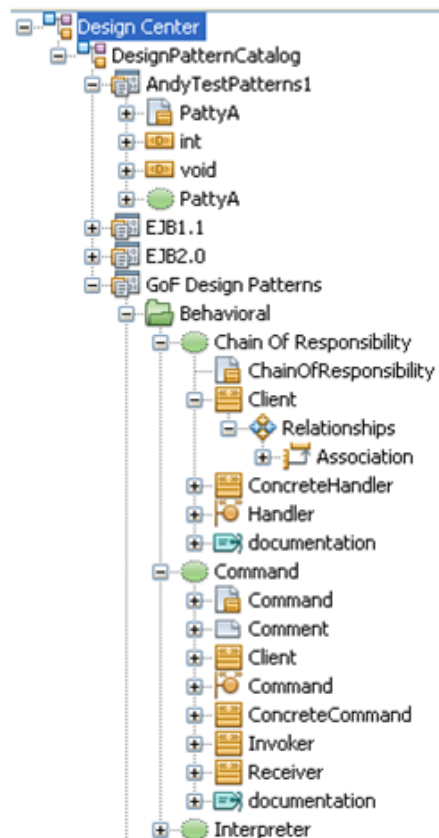 Design Center
DesignPatternCatalog
AndyTestPatterns1
PattyA
int
void
PattyA
EJB1.1
EJB2.0
GoF Design Patterns
Behavioral
Chain Of Responsibility
ChainOfResponsibility
Client
Relationships
Association
ConcreteHandler
Handler
documentation
Command
Command
Comment
Client
Command
ConcreteCommand
Invoker
Receiver
documentation
Interpreter